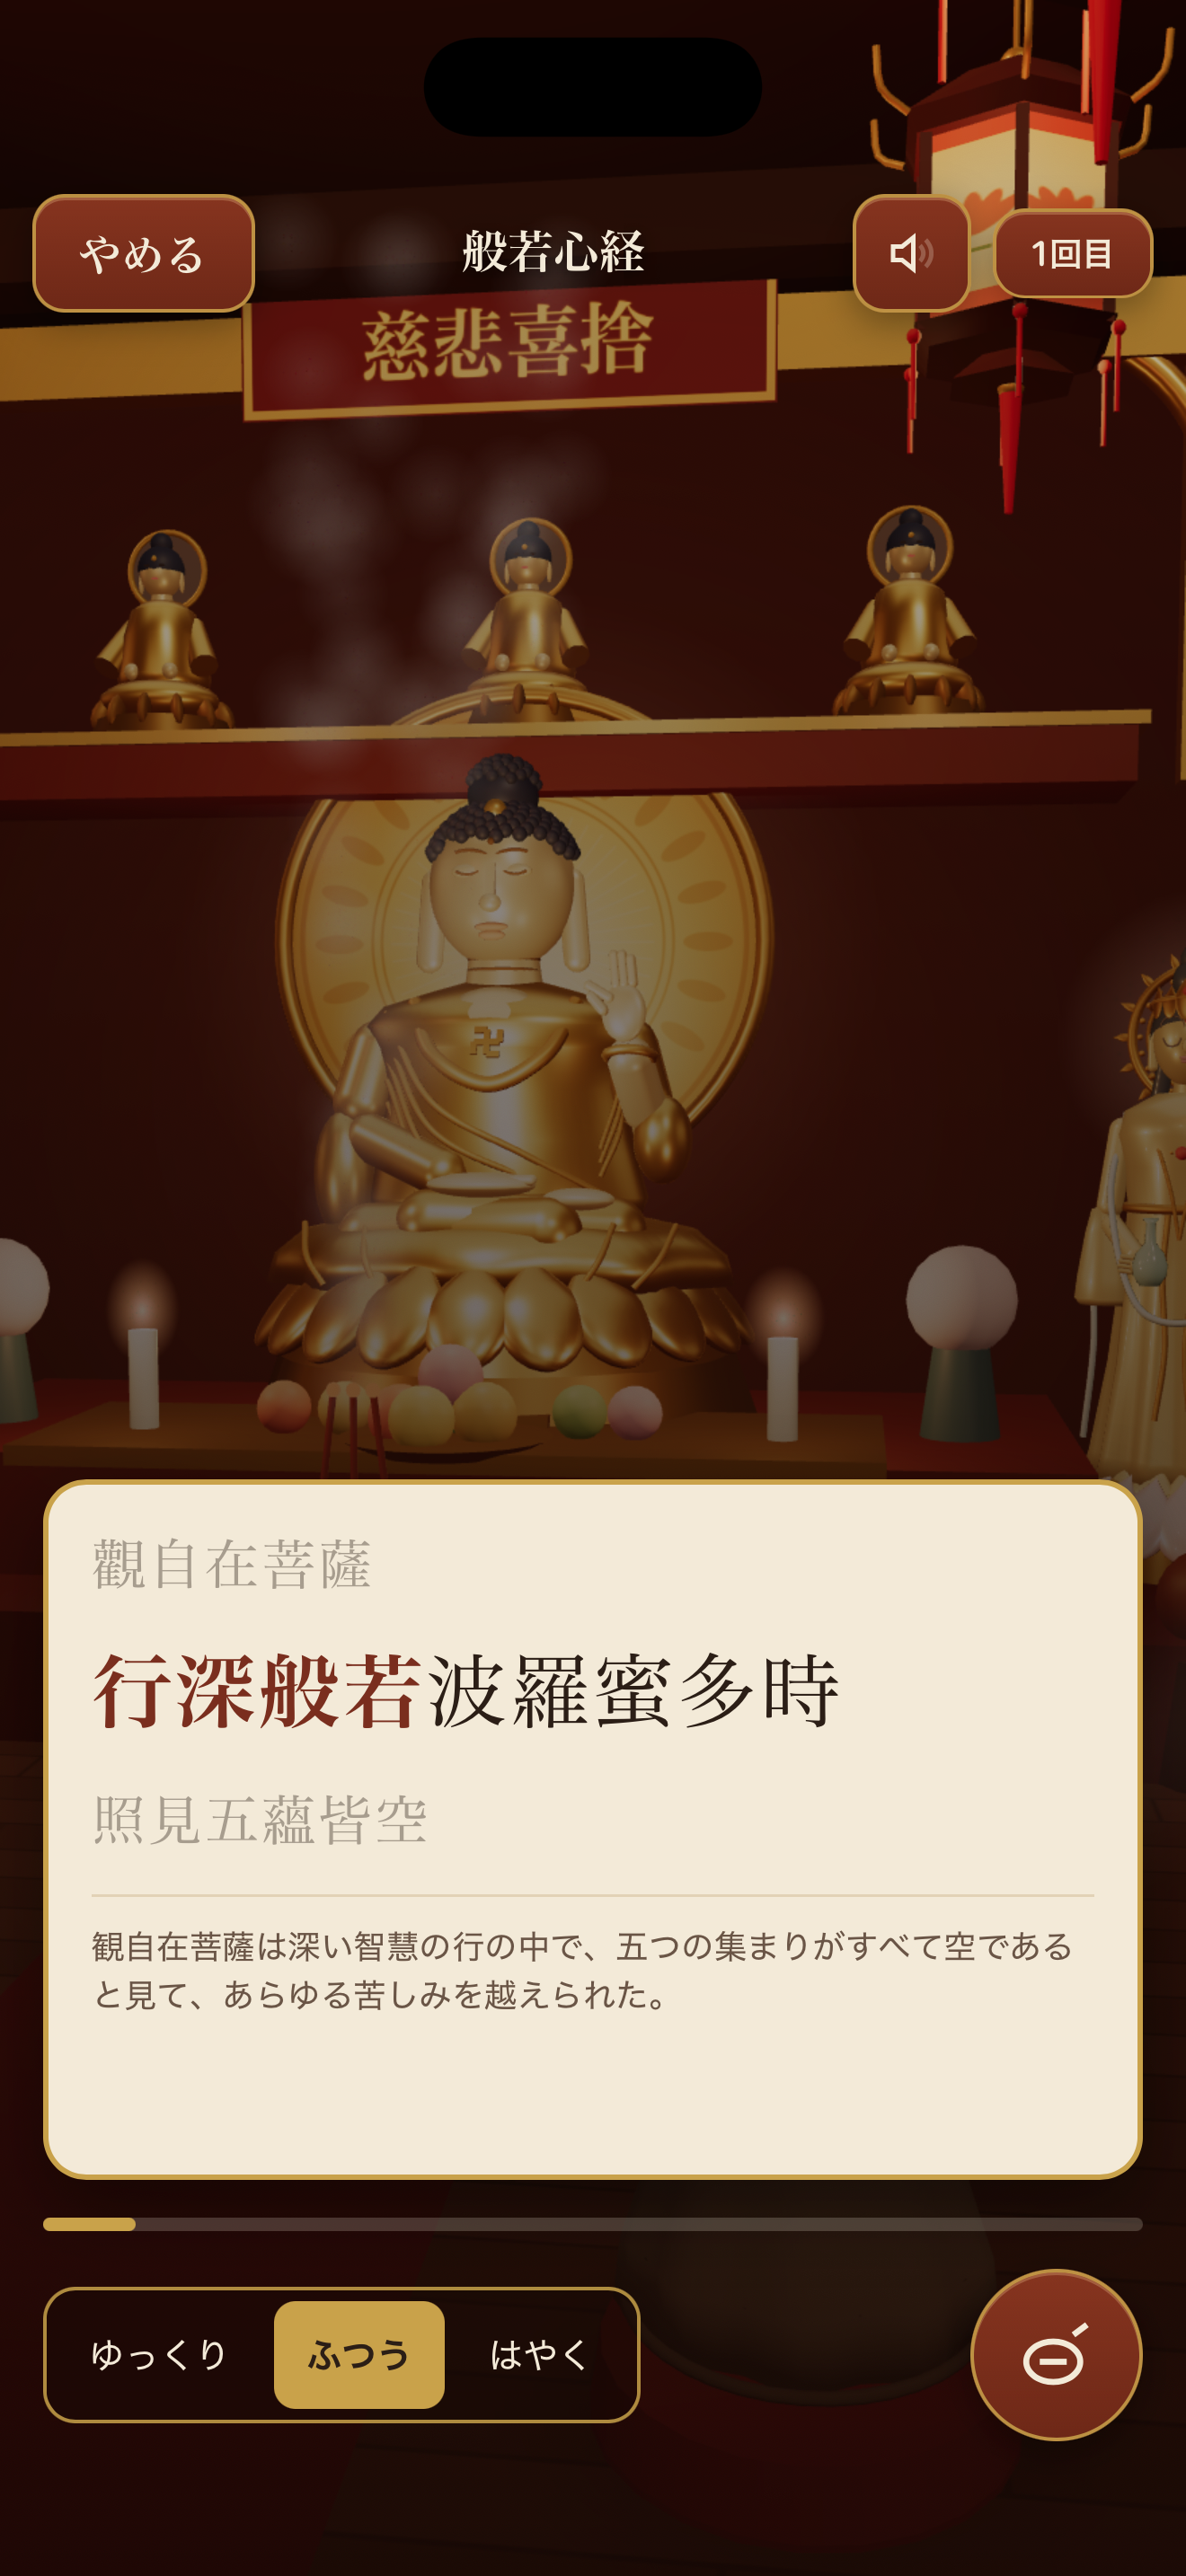 やめる
般若心経
1回目
慈悲喜捨
卍
觀自在菩薩
行深般若波羅蜜多時
照見五蘊皆空
観自在菩薩は深い智慧の行の中で、五つの集まりがすべて空である
と見て、あらゆる苦しみを越えられた。
ゆっくり
ふつう
はやく